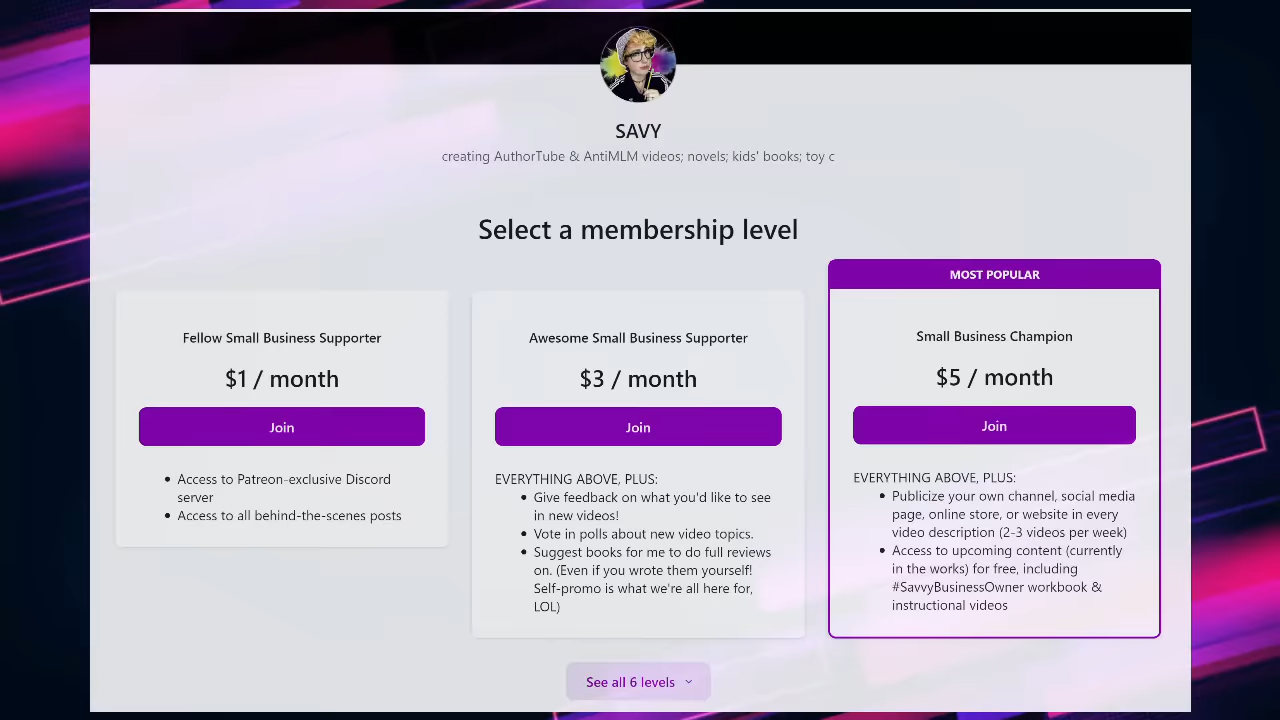 SAVY
creating AuthorTube & AntiMLM videos; novels; kids' books; toy c
Select a membership level
Fellow Small Business Supporter
$1 / month
Join
Access to Patreon-exclusive Discord
server
Access to all behind-the-scenes posts
Awesome Small Business Supporter
$3 / month
Join
EVERYTHING ABOVE, PLUS:
Give feedback on what you'd like to see
in new videos!
Vote in polls about new video topics.
Suggest books for me to do full reviews
on. (Even if you wrote them yourself!
Self-promo is what we're all here for,
LOL)
MOST POPULAR
Small Business Champion
$5 / month
Join
EVERYTHING ABOVE, PLUS:
Publicize your own channel, social media
page, online store, or website in every
video description (2-3 videos per week)
Access to upcoming content (currently
in the works) for free, including
#SavvyBusinessOwner workbook &
instructional videos
See all 6 levels